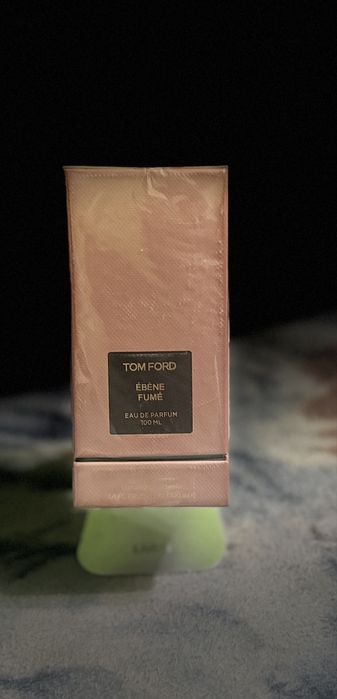 TOM FORD
ÉBÈNE
FUMÉ
EAU DE PARFUM
100 ML